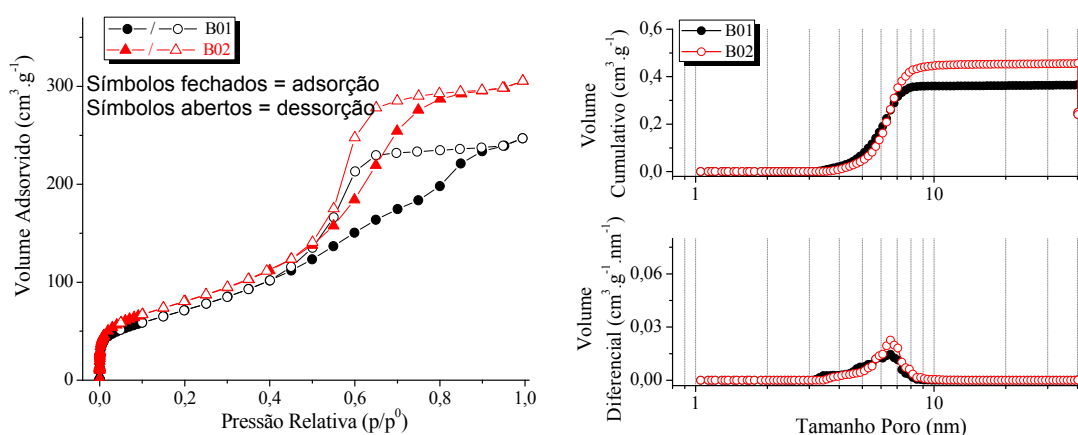 ● / ○ B01
▲ / △ B02
Símbolos fechados = adsorção
Símbolos abertos = dessorção
Volume Adsorvido (cm³.g⁻¹)
300
200
100
0
0,0 0,2 0,4 0,6 0,8 1,0
Pressão Relativa (p/p⁰)
B01
B02
Volume
Cumulativo (cm³.g⁻¹)
0,6
0,4
0,2
0,0
1 10
Volume
Diferencial (cm³.g⁻¹.nm⁻¹)
0,06
0,03
0,00
1 10
Tamanho Poro (nm)